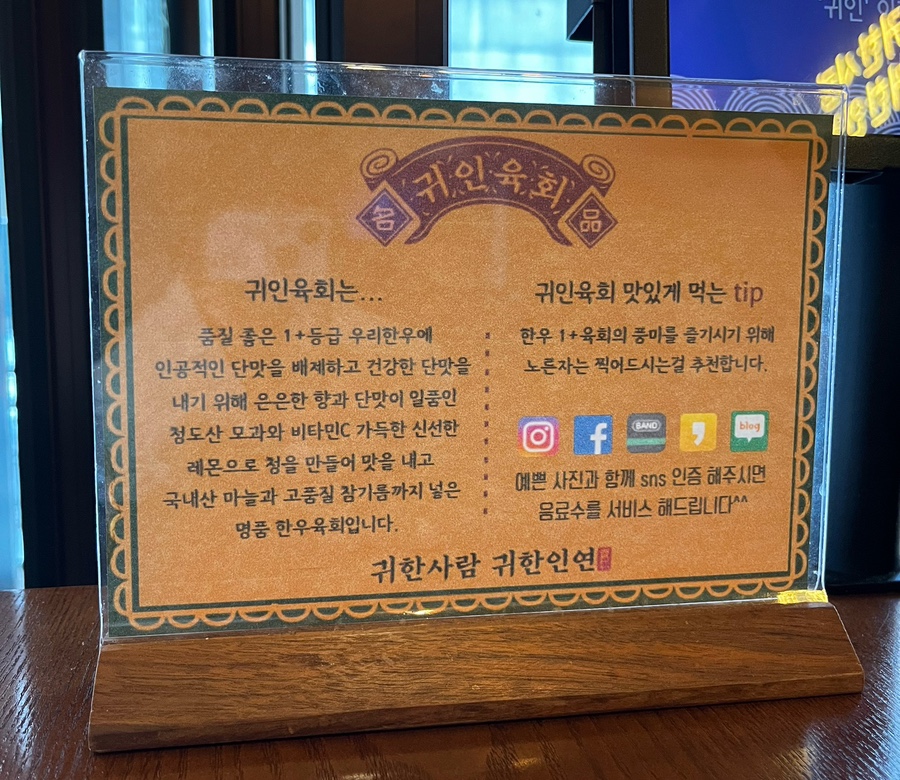 귀인
귀인육회
名 品
귀인육회는...
품질 좋은 1+등급 우리한우에
인공적인 단맛을 배제하고 건강한 단맛을
내기 위해 은은한 향과 단맛이 일품인
청도산 모과와 비타민C 가득한 신선한
레몬으로 청을 만들어 맛을 내고
국내산 마늘과 고품질 참기름까지 넣은
명품 한우육회입니다.
귀인육회 맛있게 먹는 tip
한우 1+육회의 풍미를 즐기시기 위해
노른자는 찍어드시는걸 추천합니다.
BAND
blog
예쁜 사진과 함께 sns 인증 해주시면
음료수를 서비스 해드립니다^^
귀한사람 귀한인연